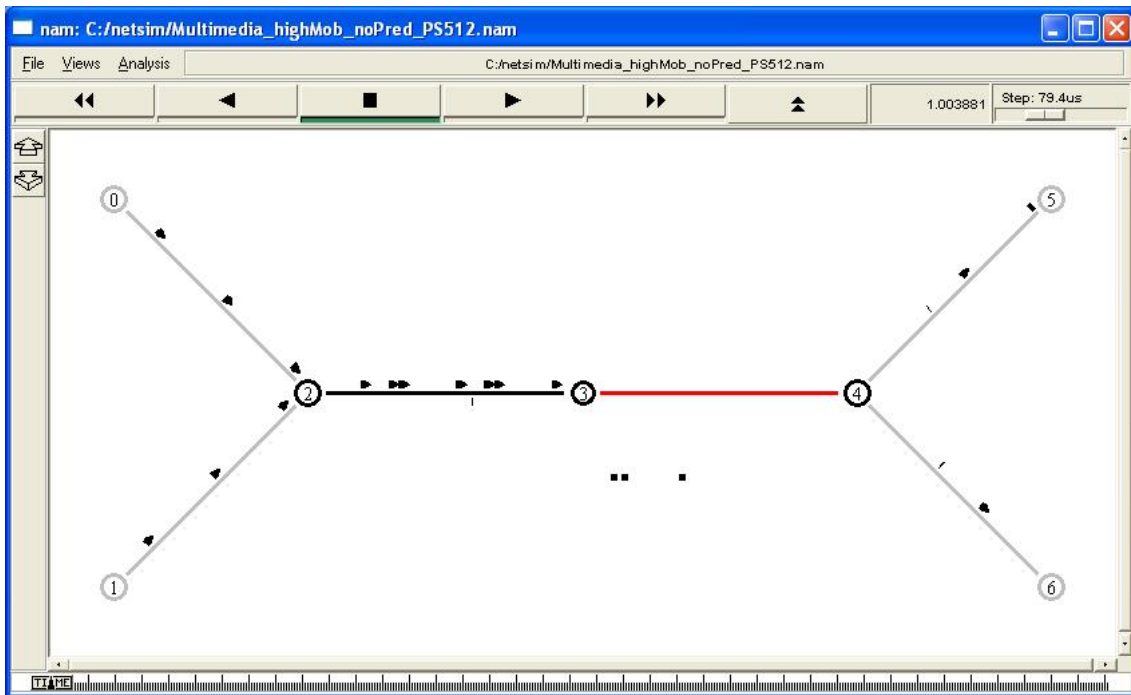 nam: C:/netsim/Multimedia_highMob_noPred_PS512.nam
File Views Analysis C:/netsim/Multimedia_highMob_noPred_PS512.nam
1.003881 Step: 79.4us
0
5
2
3
4
1
6
TIME